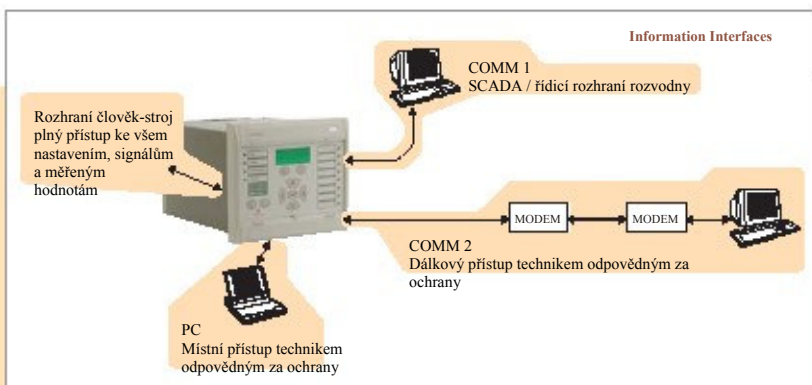 Information Interfaces
COMM 1
SCADA / řídicí rozhraní rozvodny
Rozhraní člověk-stroj
plný přístup ke všem
nastavením, signálům
a měřeným
hodnotám
MODEM
MODEM
COMM 2
Dálkový přístup technikem odpovědným za
ochrany
PC
Místní přístup technikem
odpovědným za ochrany